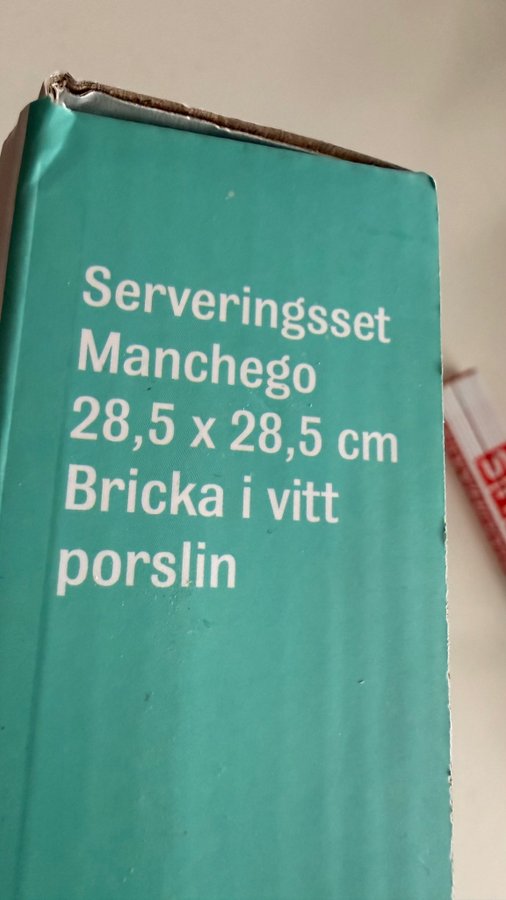 Serveringsset
Manchego
28,5 x 28,5 cm
Bricka i vitt
porslin